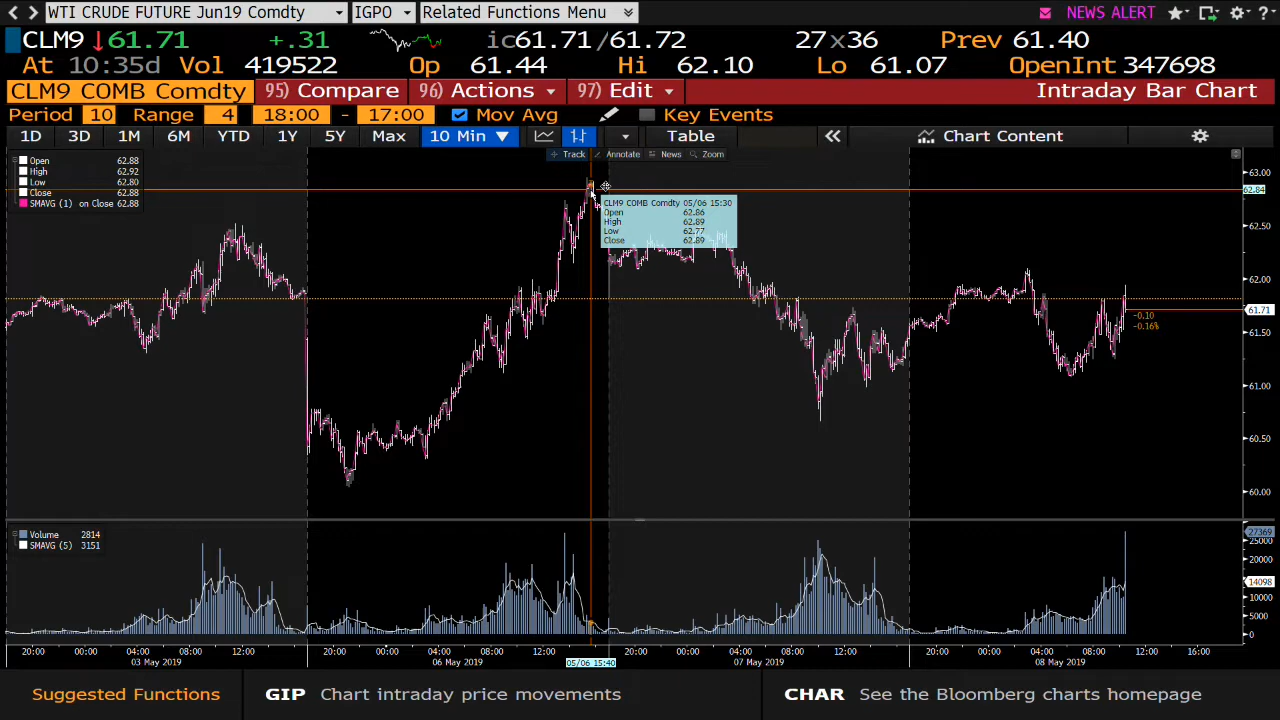 WTI CRUDE FUTURE Jun19 Comdty IGPO Related Functions Menu NEWS ALERT ?
CLM9 ↓61.71 +.31 ic61.71/61.72 27x36 Prev 61.40
At 10:35d Vol 419522 Op 61.44 Hi 62.10 Lo 61.07 OpenInt 347698
CLM9 COMB Comdty 95) Compare 96) Actions 97) Edit Intraday Bar Chart
Period 10 Range 4 18:00 - 17:00 Mov Avg Key Events
1D 3D 1M 6M YTD 1Y 5Y Max 10 Min ▼ Table Chart Content
Track Annotate News Zoom
Open 62.88
High 62.92
Low 62.80
Close 62.88
SMAVG (1) on Close 62.88
CLM9 COMB Comdty 05/06 15:30
Open 62.86
High 62.89
Low 62.77
Close 62.89
63.00
62.84
62.50
62.00
61.71
-0.10
-0.16%
61.50
61.00
60.50
60.00
Volume 2814
SMAVG (5) 3151
27369
25000
20000
14098
10000
5000
0
20:00 00:00 04:00 08:00 12:00 20:00 00:00 04:00 08:00 12:00 20:00 00:00 04:00 08:00 12:00 20:00 00:00 04:00 08:00 12:00 16:00
03 May 2019 06 May 2019 05/06 15:40 07 May 2019 08 May 2019
Suggested Functions GIP Chart intraday price movements CHAR See the Bloomberg charts homepage